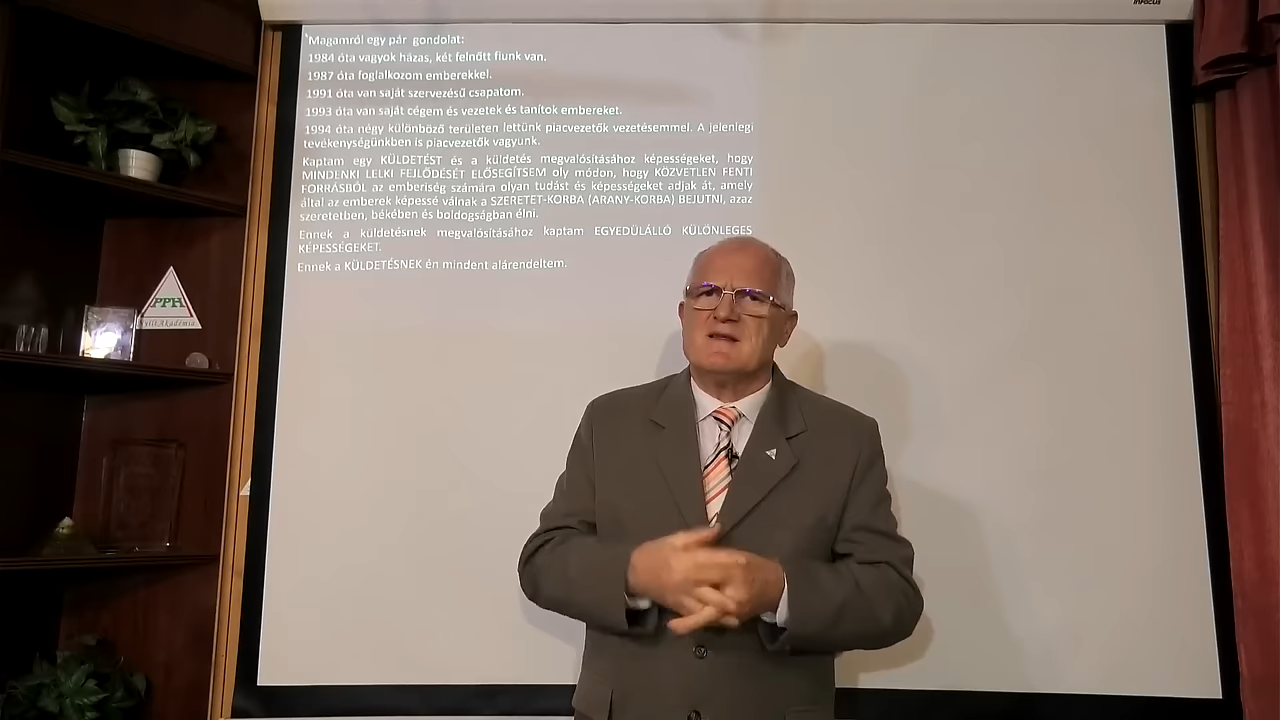 Magamról egy pár gondolat:
1984 óta vagyok házas, két felnőtt fiunk van.
1987 óta foglalkozom emberekkel.
1991 óta van saját szervezésű csapatom.
1993 óta van saját cégem és vezetek és tanítok embereket.
1994 óta négy különböző területen lettünk piacvezetők vezetésemmel. A jelenlegi
tevékenységünkben is piacvezetők vagyunk.
Kaptam egy KÜLDETÉST és a küldetés megvalósításához képességeket, hogy
MINDENKI LELKI FEJLŐDÉSÉT ELŐSEGÍTSEM oly módon, hogy KÖZVETLEN FENTI
FORRÁSBÓL az emberiség számára olyan tudást és képességeket adjak át, amely
által az emberek képessé válnak a SZERETET-KORBA (ARANY-KORBA) BEJUTNI, azaz
szeretetben, békében és boldogságban élni.
Ennek a küldetésnek megvalósításához kaptam EGYEDÜLÁLLÓ KÜLÖNLEGES
KÉPESSÉGEKET.
Ennek a KÜLDETÉSNEK én mindent alárendeltem.
InFocus
PPH
Nyílt Akadémia